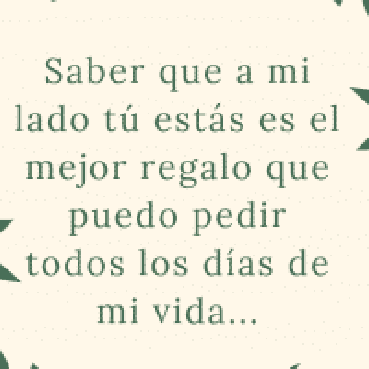 Saber que a mi
lado tú estás es el
mejor regalo que
puedo pedir
todos los días de
mi vida...